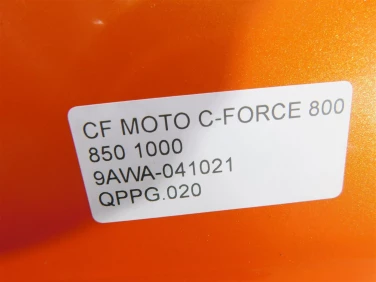 CF MOTO C-FORCE 800
850 1000
9AWA-041021
QPPG.020